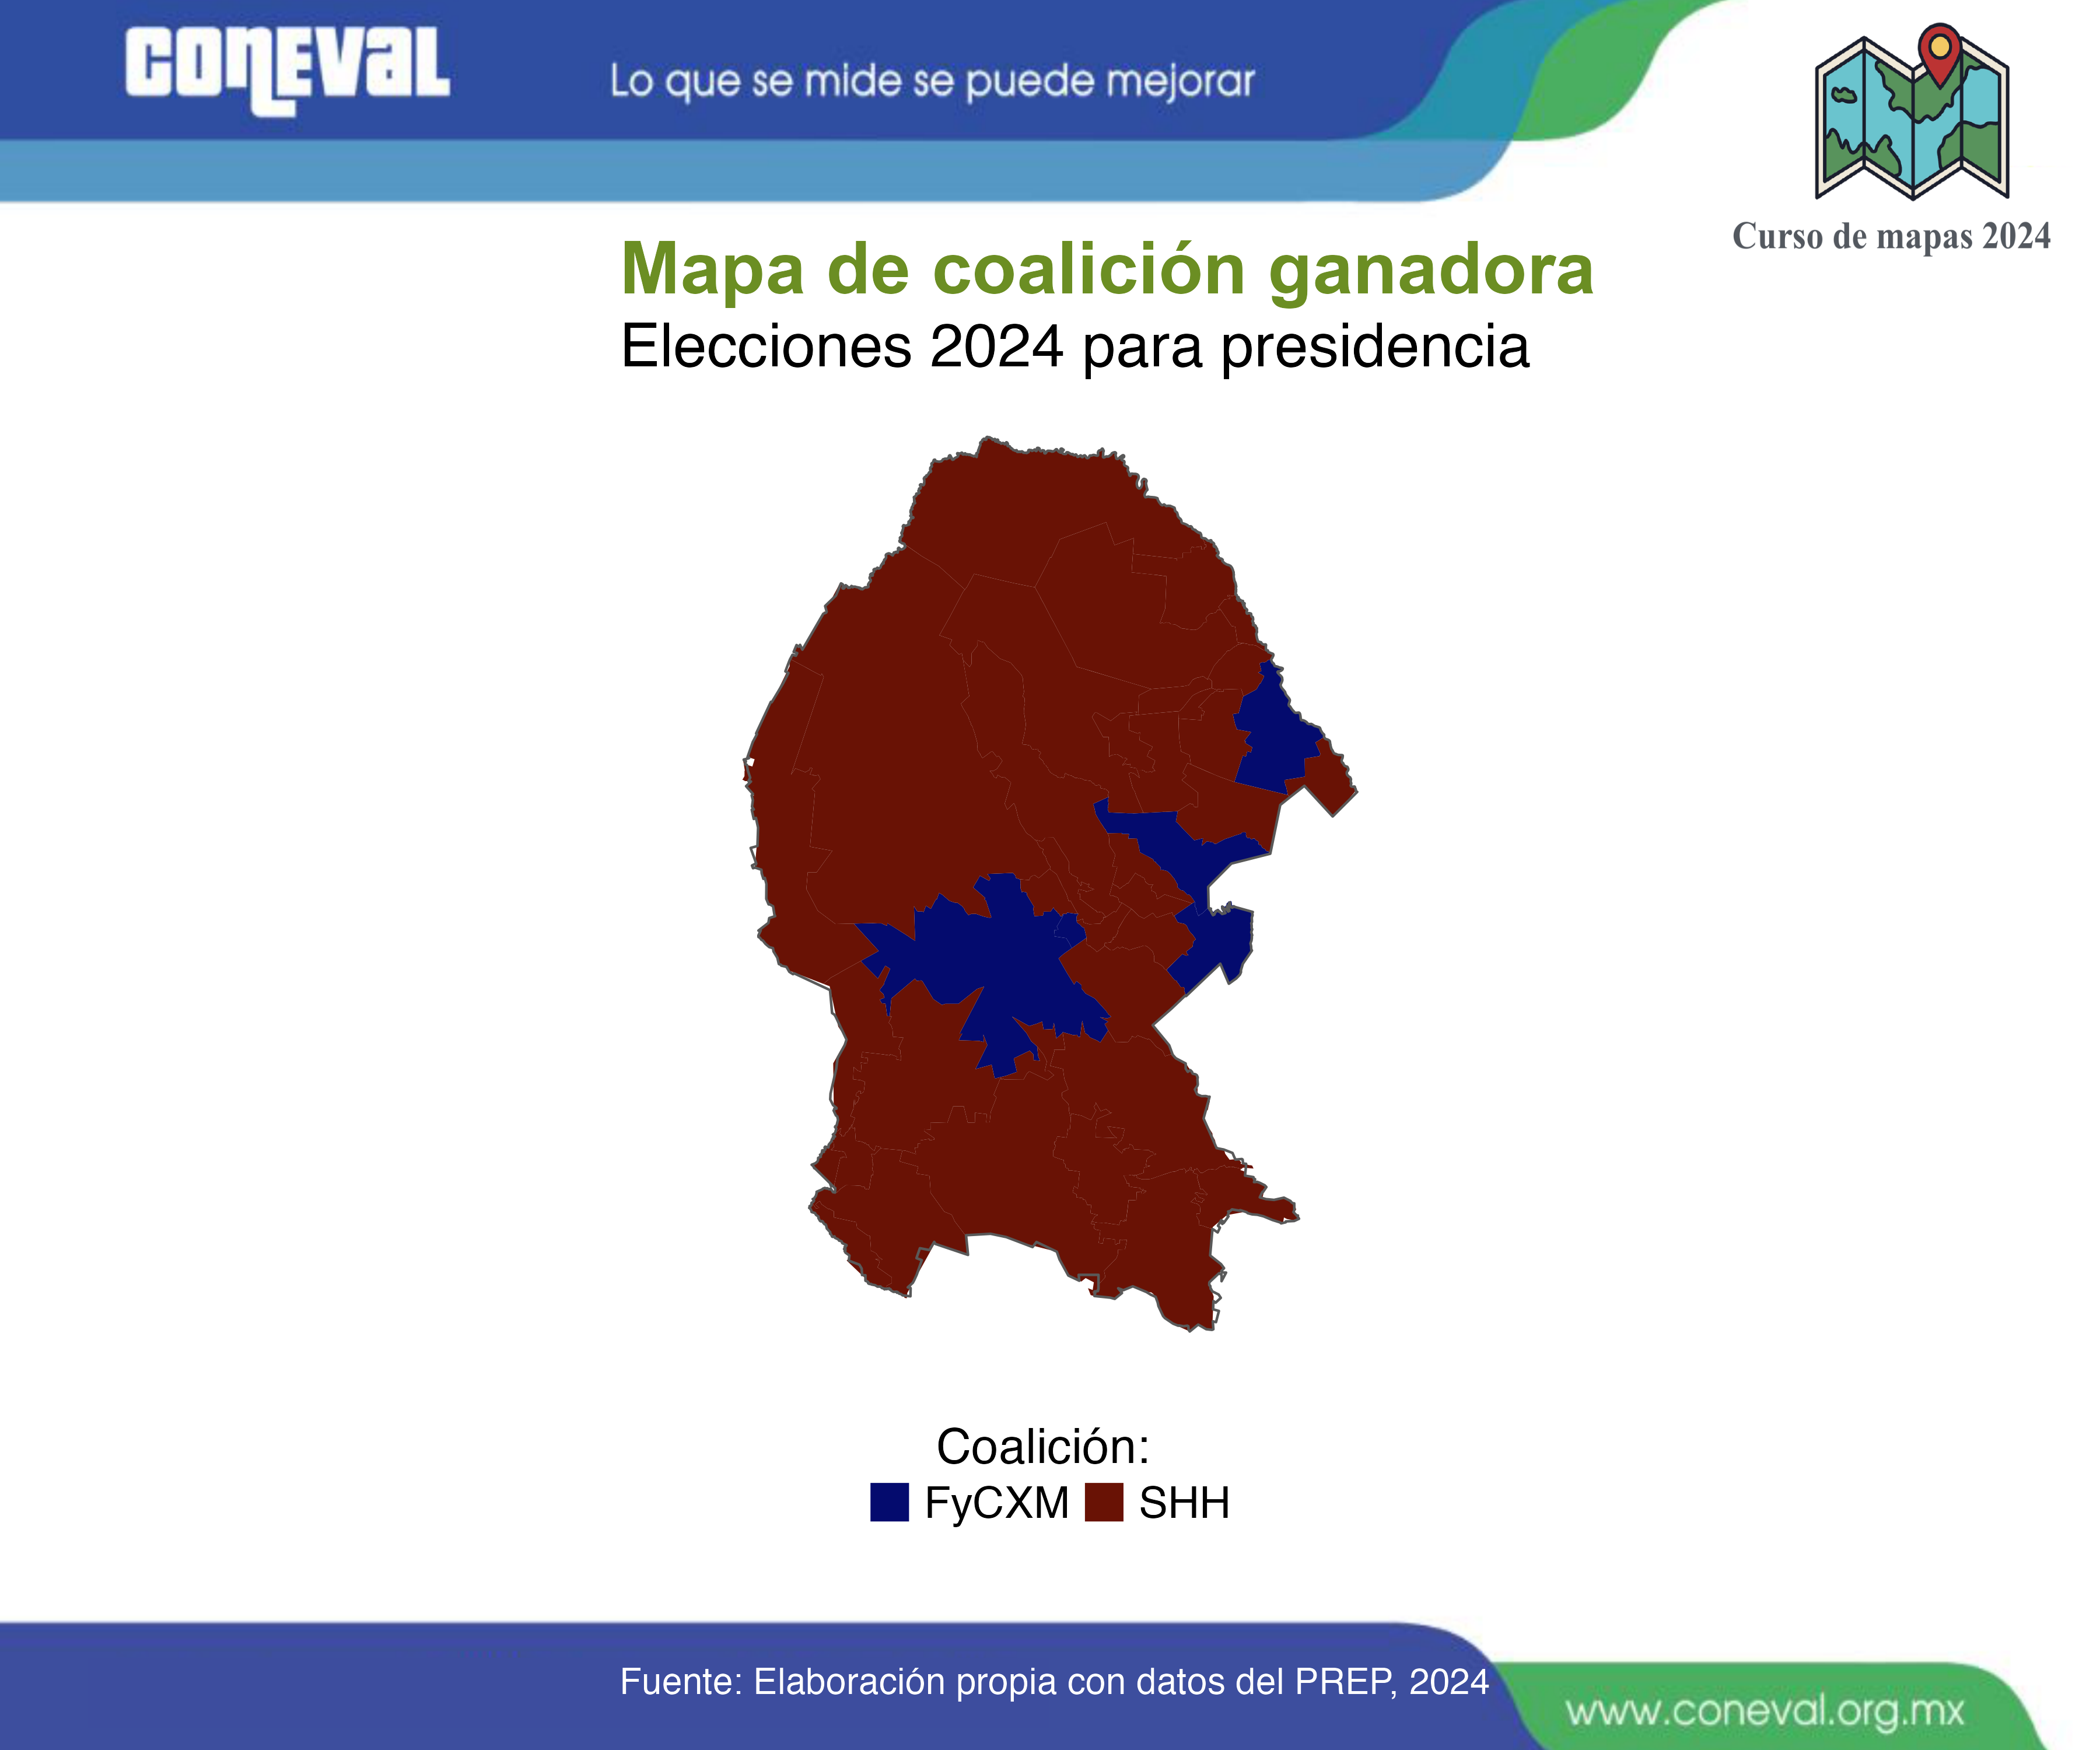 conEVal
Lo que se mide se puede mejorar
Curso de mapas 2024
Mapa de coalición ganadora
Elecciones 2024 para presidencia
Coalición:
FyCXM SHH
Fuente: Elaboración propia con datos del PREP, 2024
www.coneval.org.mx